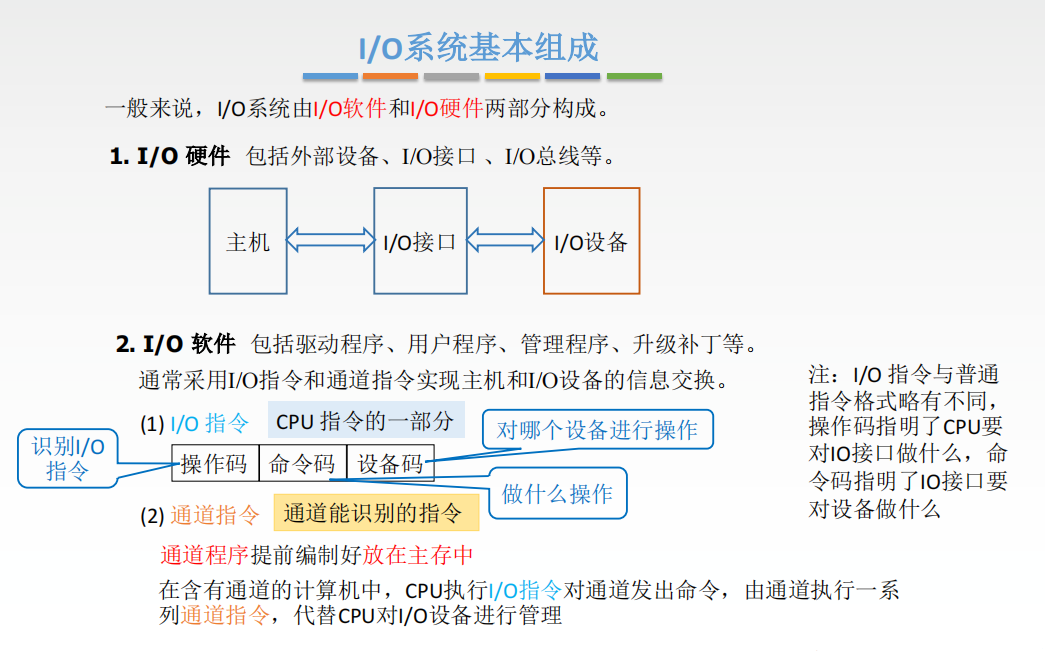 I/O系统基本组成
一般来说，I/O系统由I/O软件和I/O硬件两部分构成。
1. I/O 硬件 包括外部设备、I/O接口 、I/O总线等。
主机
I/O接口
I/O设备
2. I/O 软件 包括驱动程序、用户程序、管理程序、升级补丁等。
通常采用I/O指令和通道指令实现主机和I/O设备的信息交换。
(1) I/O 指令 CPU 指令的一部分
对哪个设备进行操作
识别I/O
指令
操作码 命令码 设备码
做什么操作
(2) 通道指令 通道能识别的指令
通道程序提前编制好放在主存中
在含有通道的计算机中，CPU执行I/O指令对通道发出命令，由通道执行一系
列通道指令，代替CPU对I/O设备进行管理
注：I/O 指令与普通
指令格式略有不同，
操作码指明了CPU要
对IO接口做什么，命
令码指明了IO接口要
对设备做什么